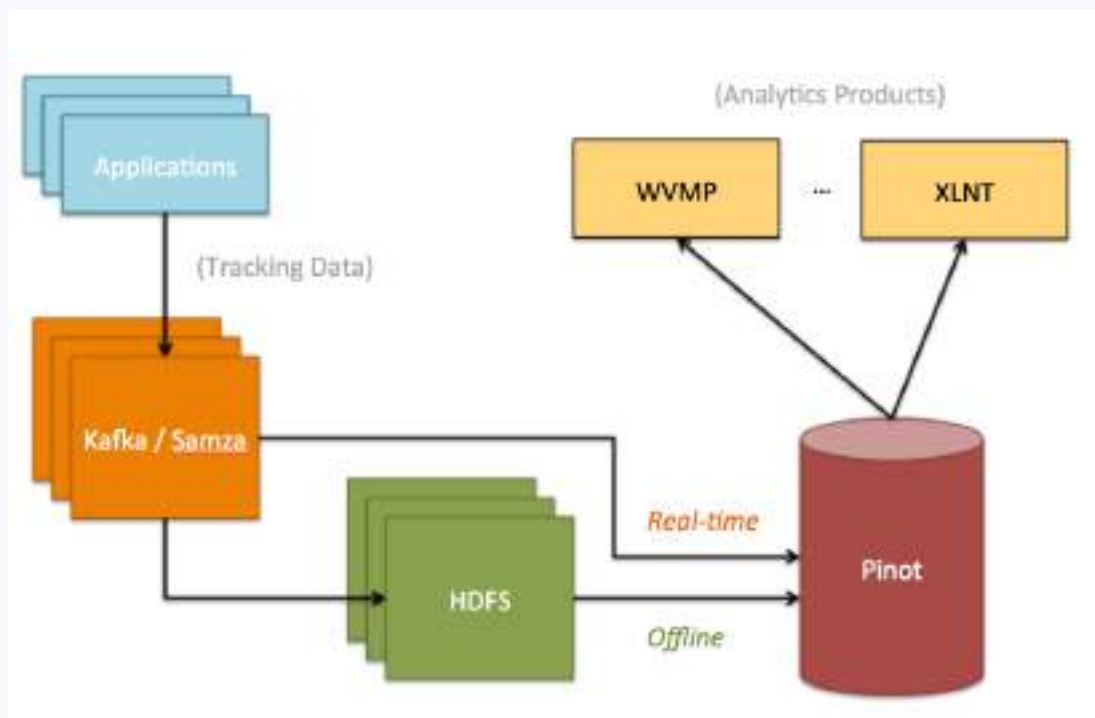 (Analytics Products)
Applications
WVMP
...
XLNT
(Tracking Data)
Kafka / Samza
Real-time
HDFS
Pinot
Offline